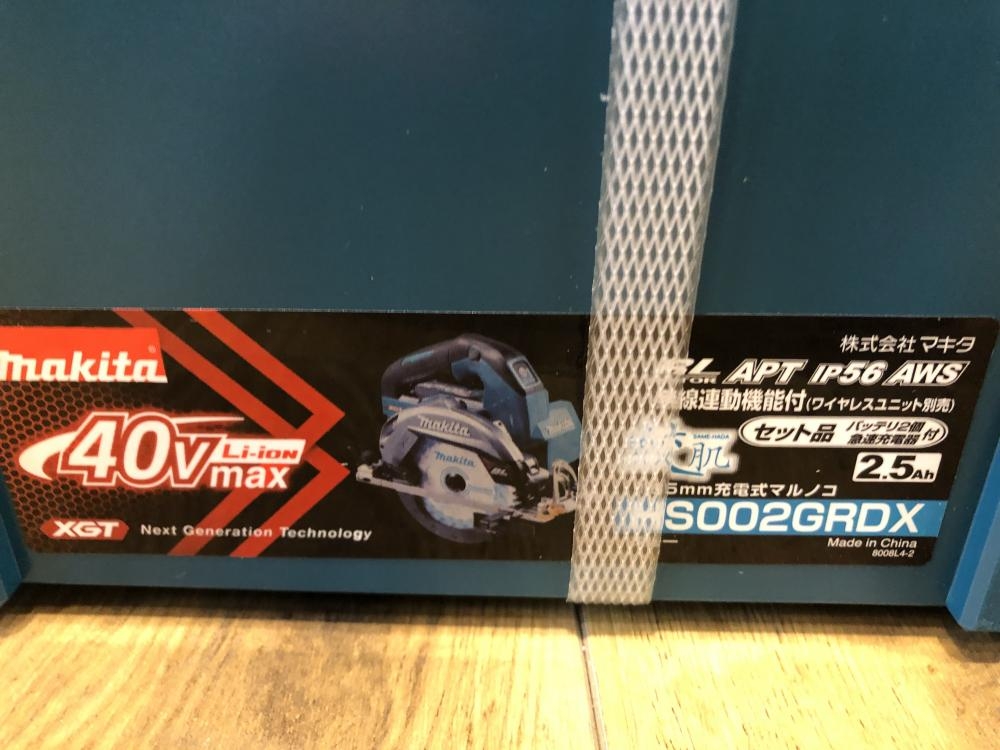 makita
40Vmax Li-ion
XGT Next Generation Technology
makita
makita
株式会社マキタ
APT IP56 AWS
線連動機能付(ワイヤレスユニット別売)
SAME-HADA
肌
セット品 バッテリ2個 急速充電器 付
2.5Ah
5mm充電式マルノコ
S002GRDX
Made in China
8008L4-2